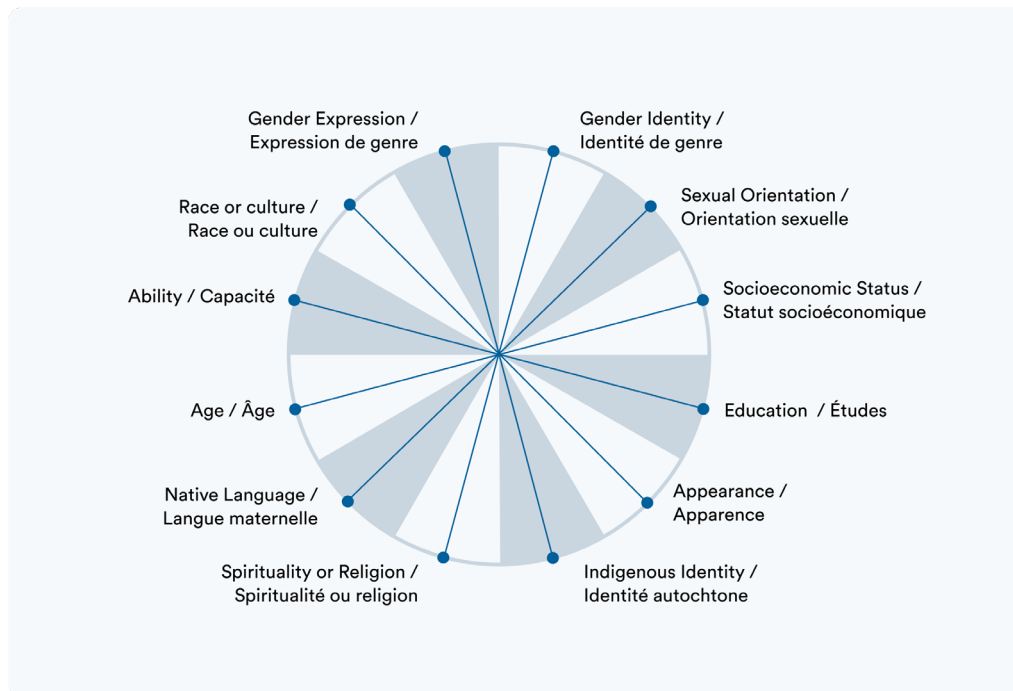 Gender Expression /
Expression de genre
Gender Identity /
Identité de genre
Sexual Orientation /
Orientation sexuelle
Socioeconomic Status /
Statut socioéconomique
Education / Études
Appearance /
Apparence
Indigenous Identity /
Identité autochtone
Spirituality or Religion /
Spiritualité ou religion
Native Language /
Langue maternelle
Age / Âge
Ability / Capacité
Race or culture /
Race ou culture